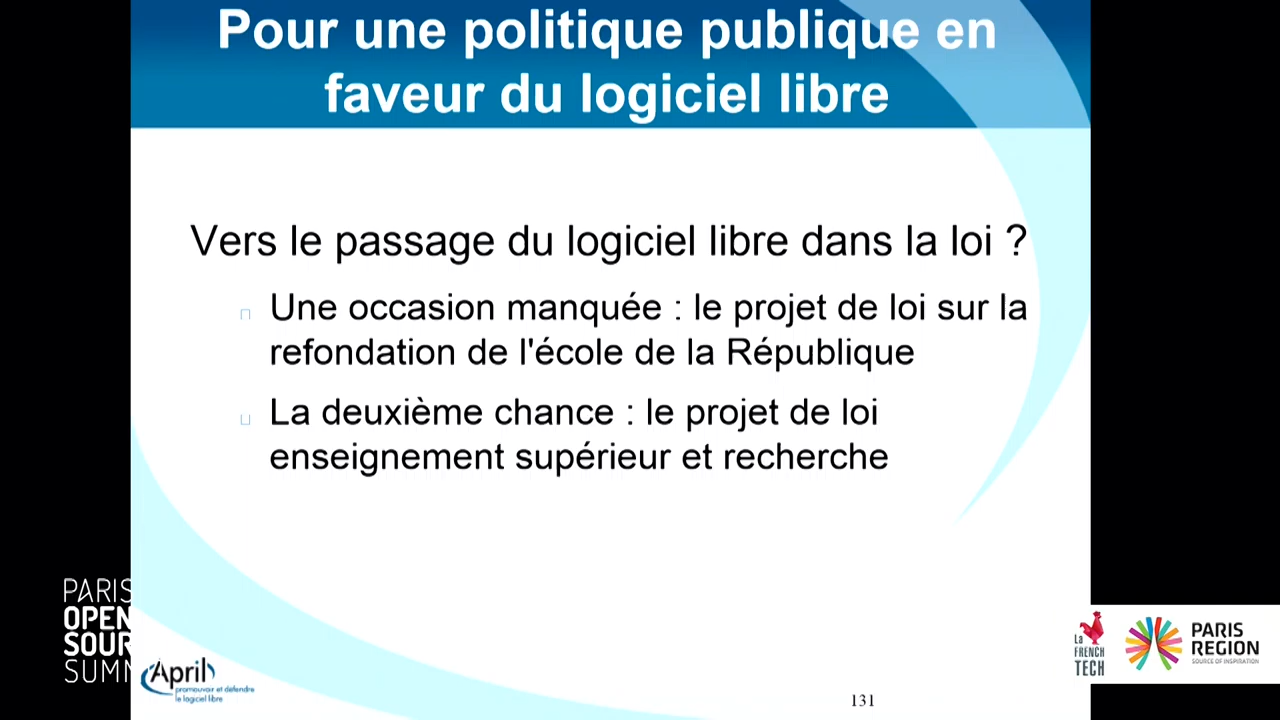 Pour une politique publique en
faveur du logiciel libre
Vers le passage du logiciel libre dans la loi ?
Une occasion manquée : le projet de loi sur la
refondation de l'école de la République
La deuxième chance : le projet de loi
enseignement supérieur et recherche
PARIS
OPEN
SOUR
SUMM
April
promouvoir et défendre
le logiciel libre
131
La
FRENCH
TECH
PARIS
REGION
SOURCE OF INSPIRATION